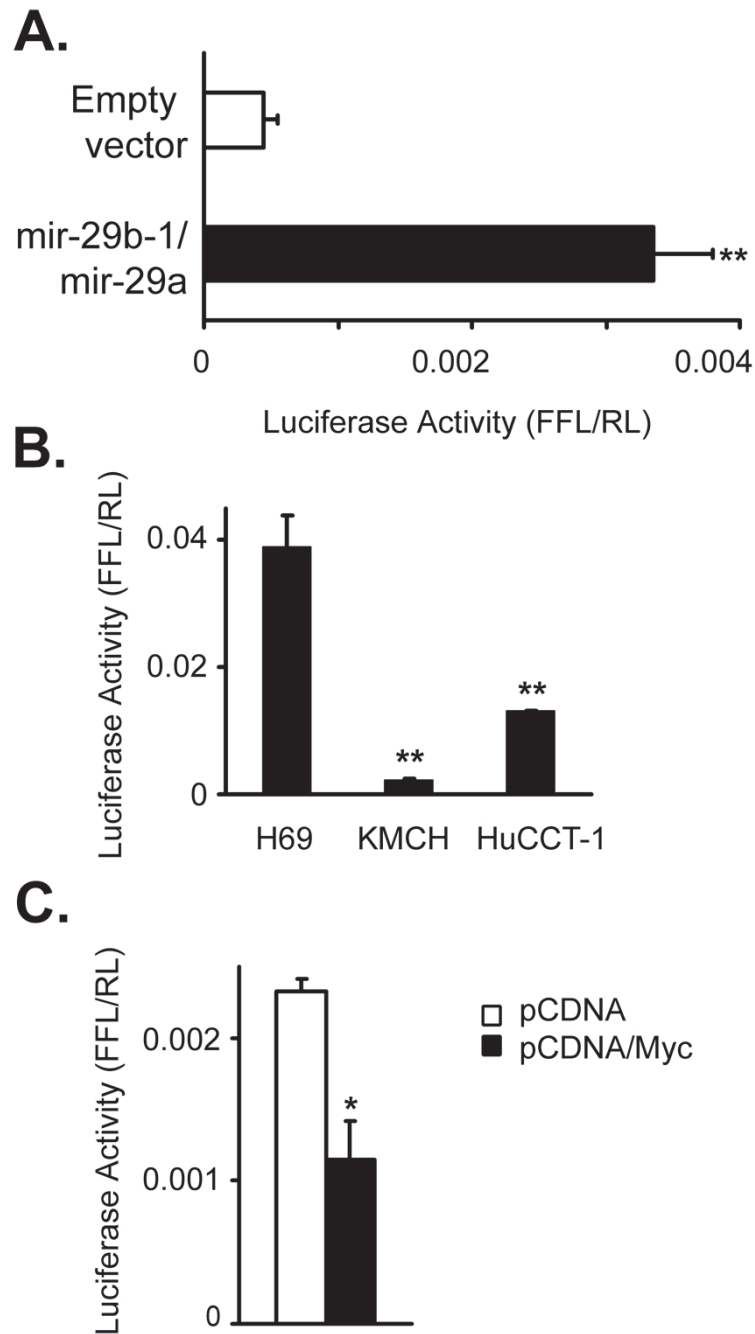 A.
Empty
vector
mir-29b-1/
mir-29a
**
0 0.002 0.004
Luciferase Activity (FFL/RL)
B.
Luciferase Activity (FFL/RL)
0.04
0.02
0
**
**
H69 KMCH HuCCT-1
C.
Luciferase Activity (FFL/RL)
0.002
0.001
0
*
pCDNA
pCDNA/Myc